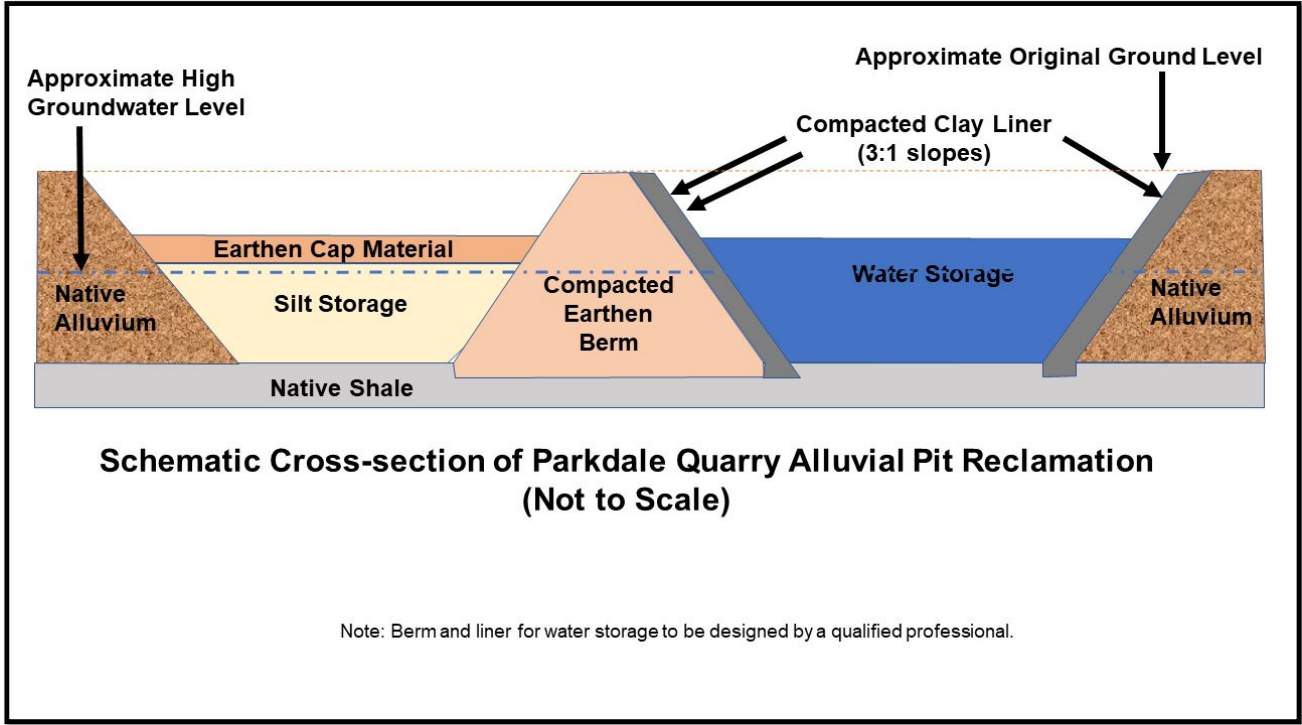 Approximate High
Groundwater Level
Approximate Original Ground Level
Compacted Clay Liner
(3:1 slopes)
Earthen Cap Material
Native
Alluvium
Silt Storage
Compacted
Earthen
Berm
Water Storage
Native
Alluvium
Native Shale
Schematic Cross-section of Parkdale Quarry Alluvial Pit Reclamation
(Not to Scale)
Note: Berm and liner for water storage to be designed by a qualified professional.